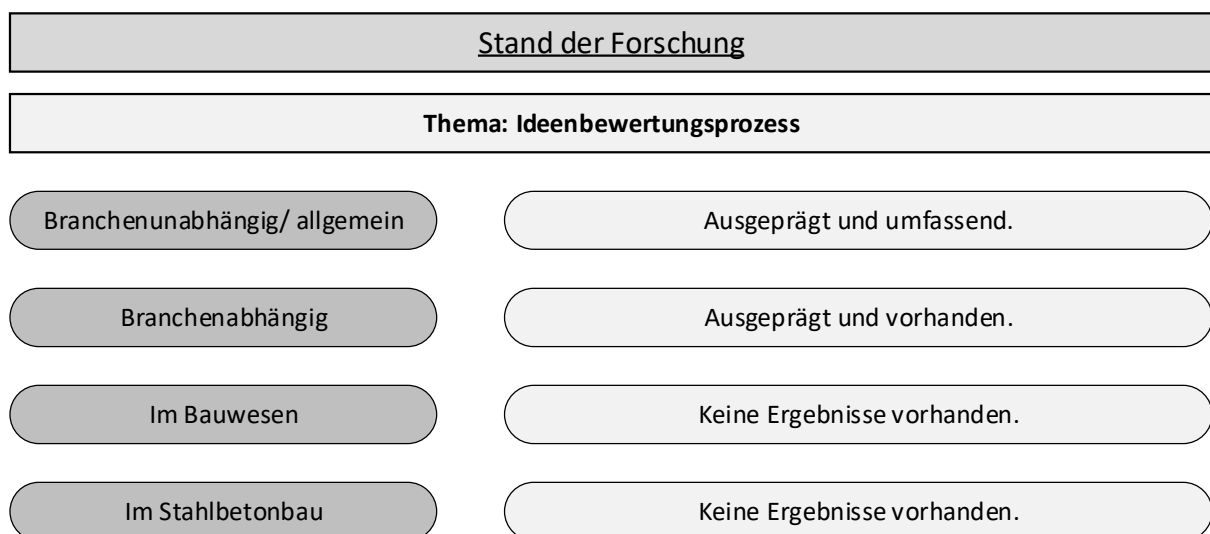 Stand der Forschung
Thema: Ideenbewertungsprozess
Branchenunabhängig/ allgemein
Ausgeprägt und umfassend.
Branchenabhängig
Ausgeprägt und vorhanden.
Im Bauwesen
Keine Ergebnisse vorhanden.
Im Stahlbetonbau
Keine Ergebnisse vorhanden.